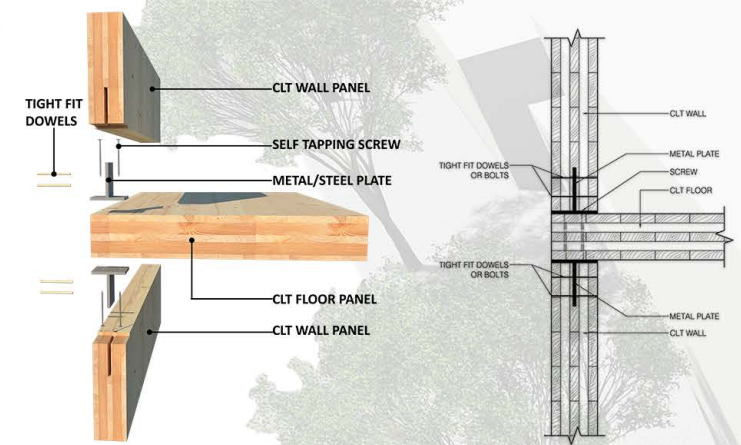 CLT WALL PANEL
TIGHT FIT
DOWELS
SELF TAPPING SCREW
METAL/STEEL PLATE
CLT FLOOR PANEL
CLT WALL PANEL
CLT WALL
METAL PLATE
TIGHT FIT DOWELS
OR BOLTS
SCREW
CLT FLOOR
TIGHT FIT DOWELS
OR BOLTS
METAL PLATE
CLT WALL